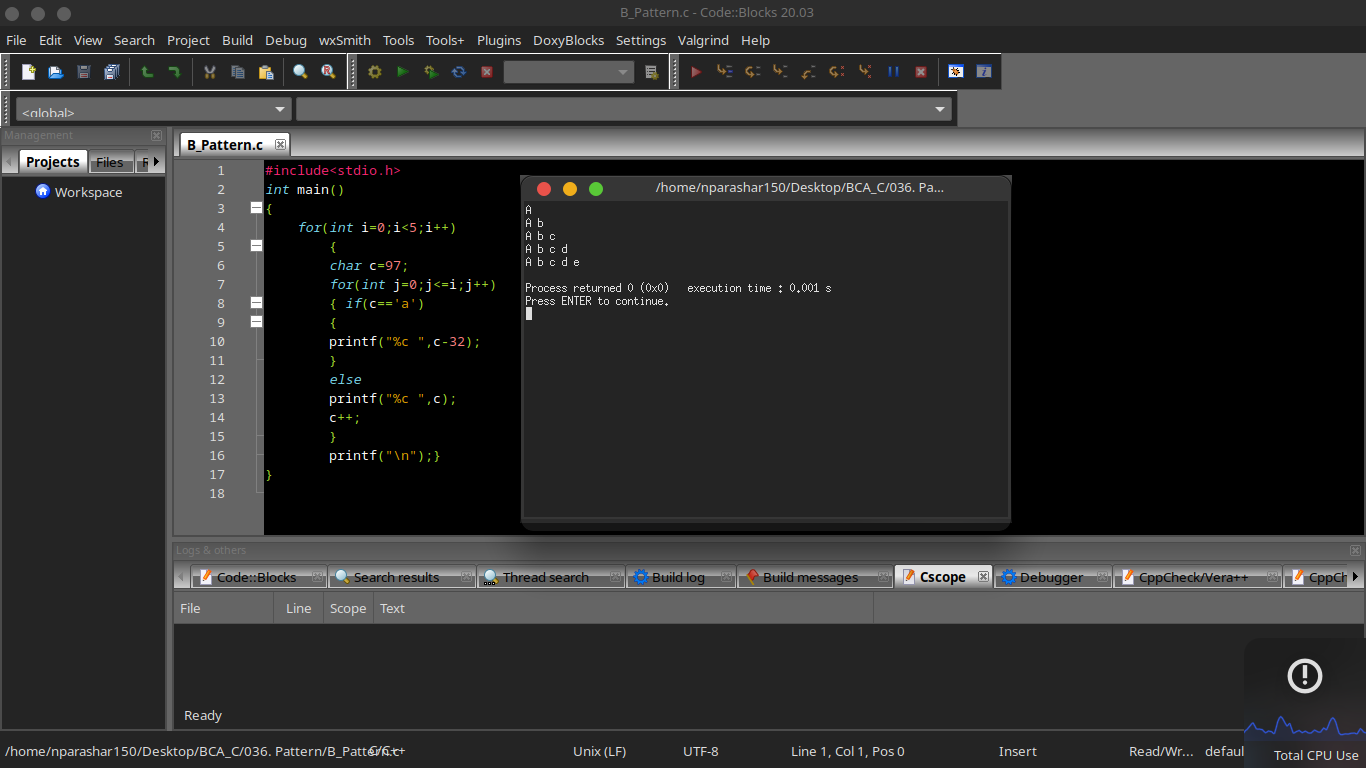 B_Pattern.c - Code::Blocks 20.03
File Edit View Search Project Build Debug wxSmith Tools Tools+ Plugins DoxyBlocks Settings Valgrind Help
<global>
Management
Projects Files
Workspace
B_Pattern.c
1 #include<stdio.h>
2 int main()
3 {
4 for(int i=0;i<5;i++)
5 {
6 char c=97;
7 for(int j=0;j<=i;j++)
8 { if(c=='a')
9 {
10 printf("%c ",c-32);
11 }
12 else
13 printf("%c ",c);
14 c++;
15 }
16 printf("\n");}
17 }
18
/home/nparashar150/Desktop/BCA_C/036. Pa...
A
A b
A b c
A b c d
A b c d e
Process returned 0 (0x0) execution time : 0.001 s
Press ENTER to continue.
Logs & others
Code::Blocks Search results Thread search Build log Build messages Cscope Debugger CppCheck/Vera++ CppCh
File Line Scope Text
Ready
/home/nparashar150/Desktop/BCA_C/036. Pattern/B_Pattern.c C/C++ Unix (LF) UTF-8 Line 1, Col 1, Pos 0 Insert Read/Wr... defaul
Total CPU Use